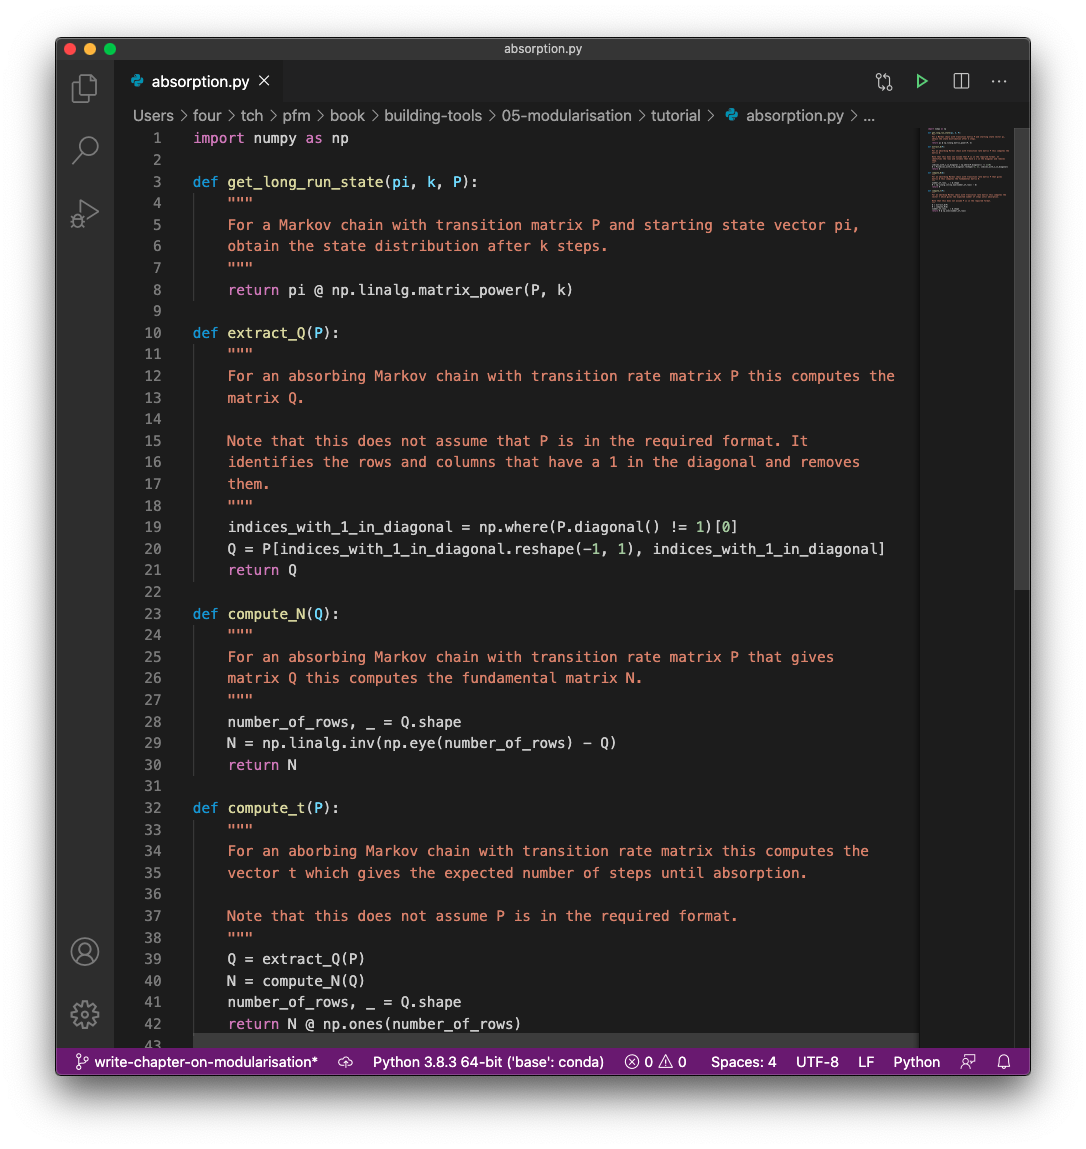 absorption.py
absorption.py
Users > four > tch > pfm > book > building-tools > 05-modularisation > tutorial > absorption.py > ...
1 import numpy as np
2
3 def get_long_run_state(pi, k, P):
4     """
5     For a Markov chain with transition matrix P and starting state vector pi,
6     obtain the state distribution after k steps.
7     """
8     return pi @ np.linalg.matrix_power(P, k)
9
10 def extract_Q(P):
11     """
12     For an absorbing Markov chain with transition rate matrix P this computes the
13     matrix Q.
14
15     Note that this does not assume that P is in the required format. It
16     identifies the rows and columns that have a 1 in the diagonal and removes
17     them.
18     """
19     indices_with_1_in_diagonal = np.where(P.diagonal() != 1)[0]
20     Q = P[indices_with_1_in_diagonal.reshape(-1, 1), indices_with_1_in_diagonal]
21     return Q
22
23 def compute_N(Q):
24     """
25     For an absorbing Markov chain with transition rate matrix P that gives
26     matrix Q this computes the fundamental matrix N.
27     """
28     number_of_rows, _ = Q.shape
29     N = np.linalg.inv(np.eye(number_of_rows) - Q)
30     return N
31
32 def compute_t(P):
33     """
34     For an aborbing Markov chain with transition rate matrix this computes the
35     vector t which gives the expected number of steps until absorption.
36
37     Note that this does not assume P is in the required format.
38     """
39     Q = extract_Q(P)
40     N = compute_N(Q)
41     number_of_rows, _ = Q.shape
42     return N @ np.ones(number_of_rows)
43
write-chapter-on-modularisation* Python 3.8.3 64-bit ('base': conda) 0 0 Spaces: 4 UTF-8 LF Python